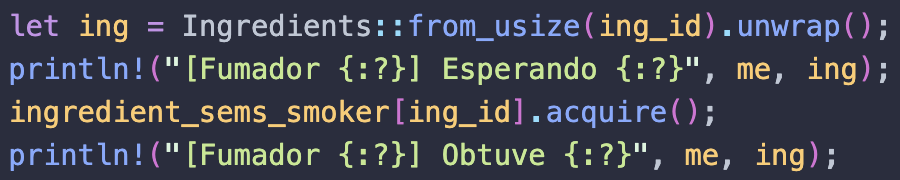 let ing = Ingredients::from_usize(ing_id).unwrap();
println!("[Fumador {:?}] Esperando {:?}", me, ing);
ingredient_sems_smoker[ing_id].acquire();
println!("[Fumador {:?}] Obtuve {:?}", me, ing);